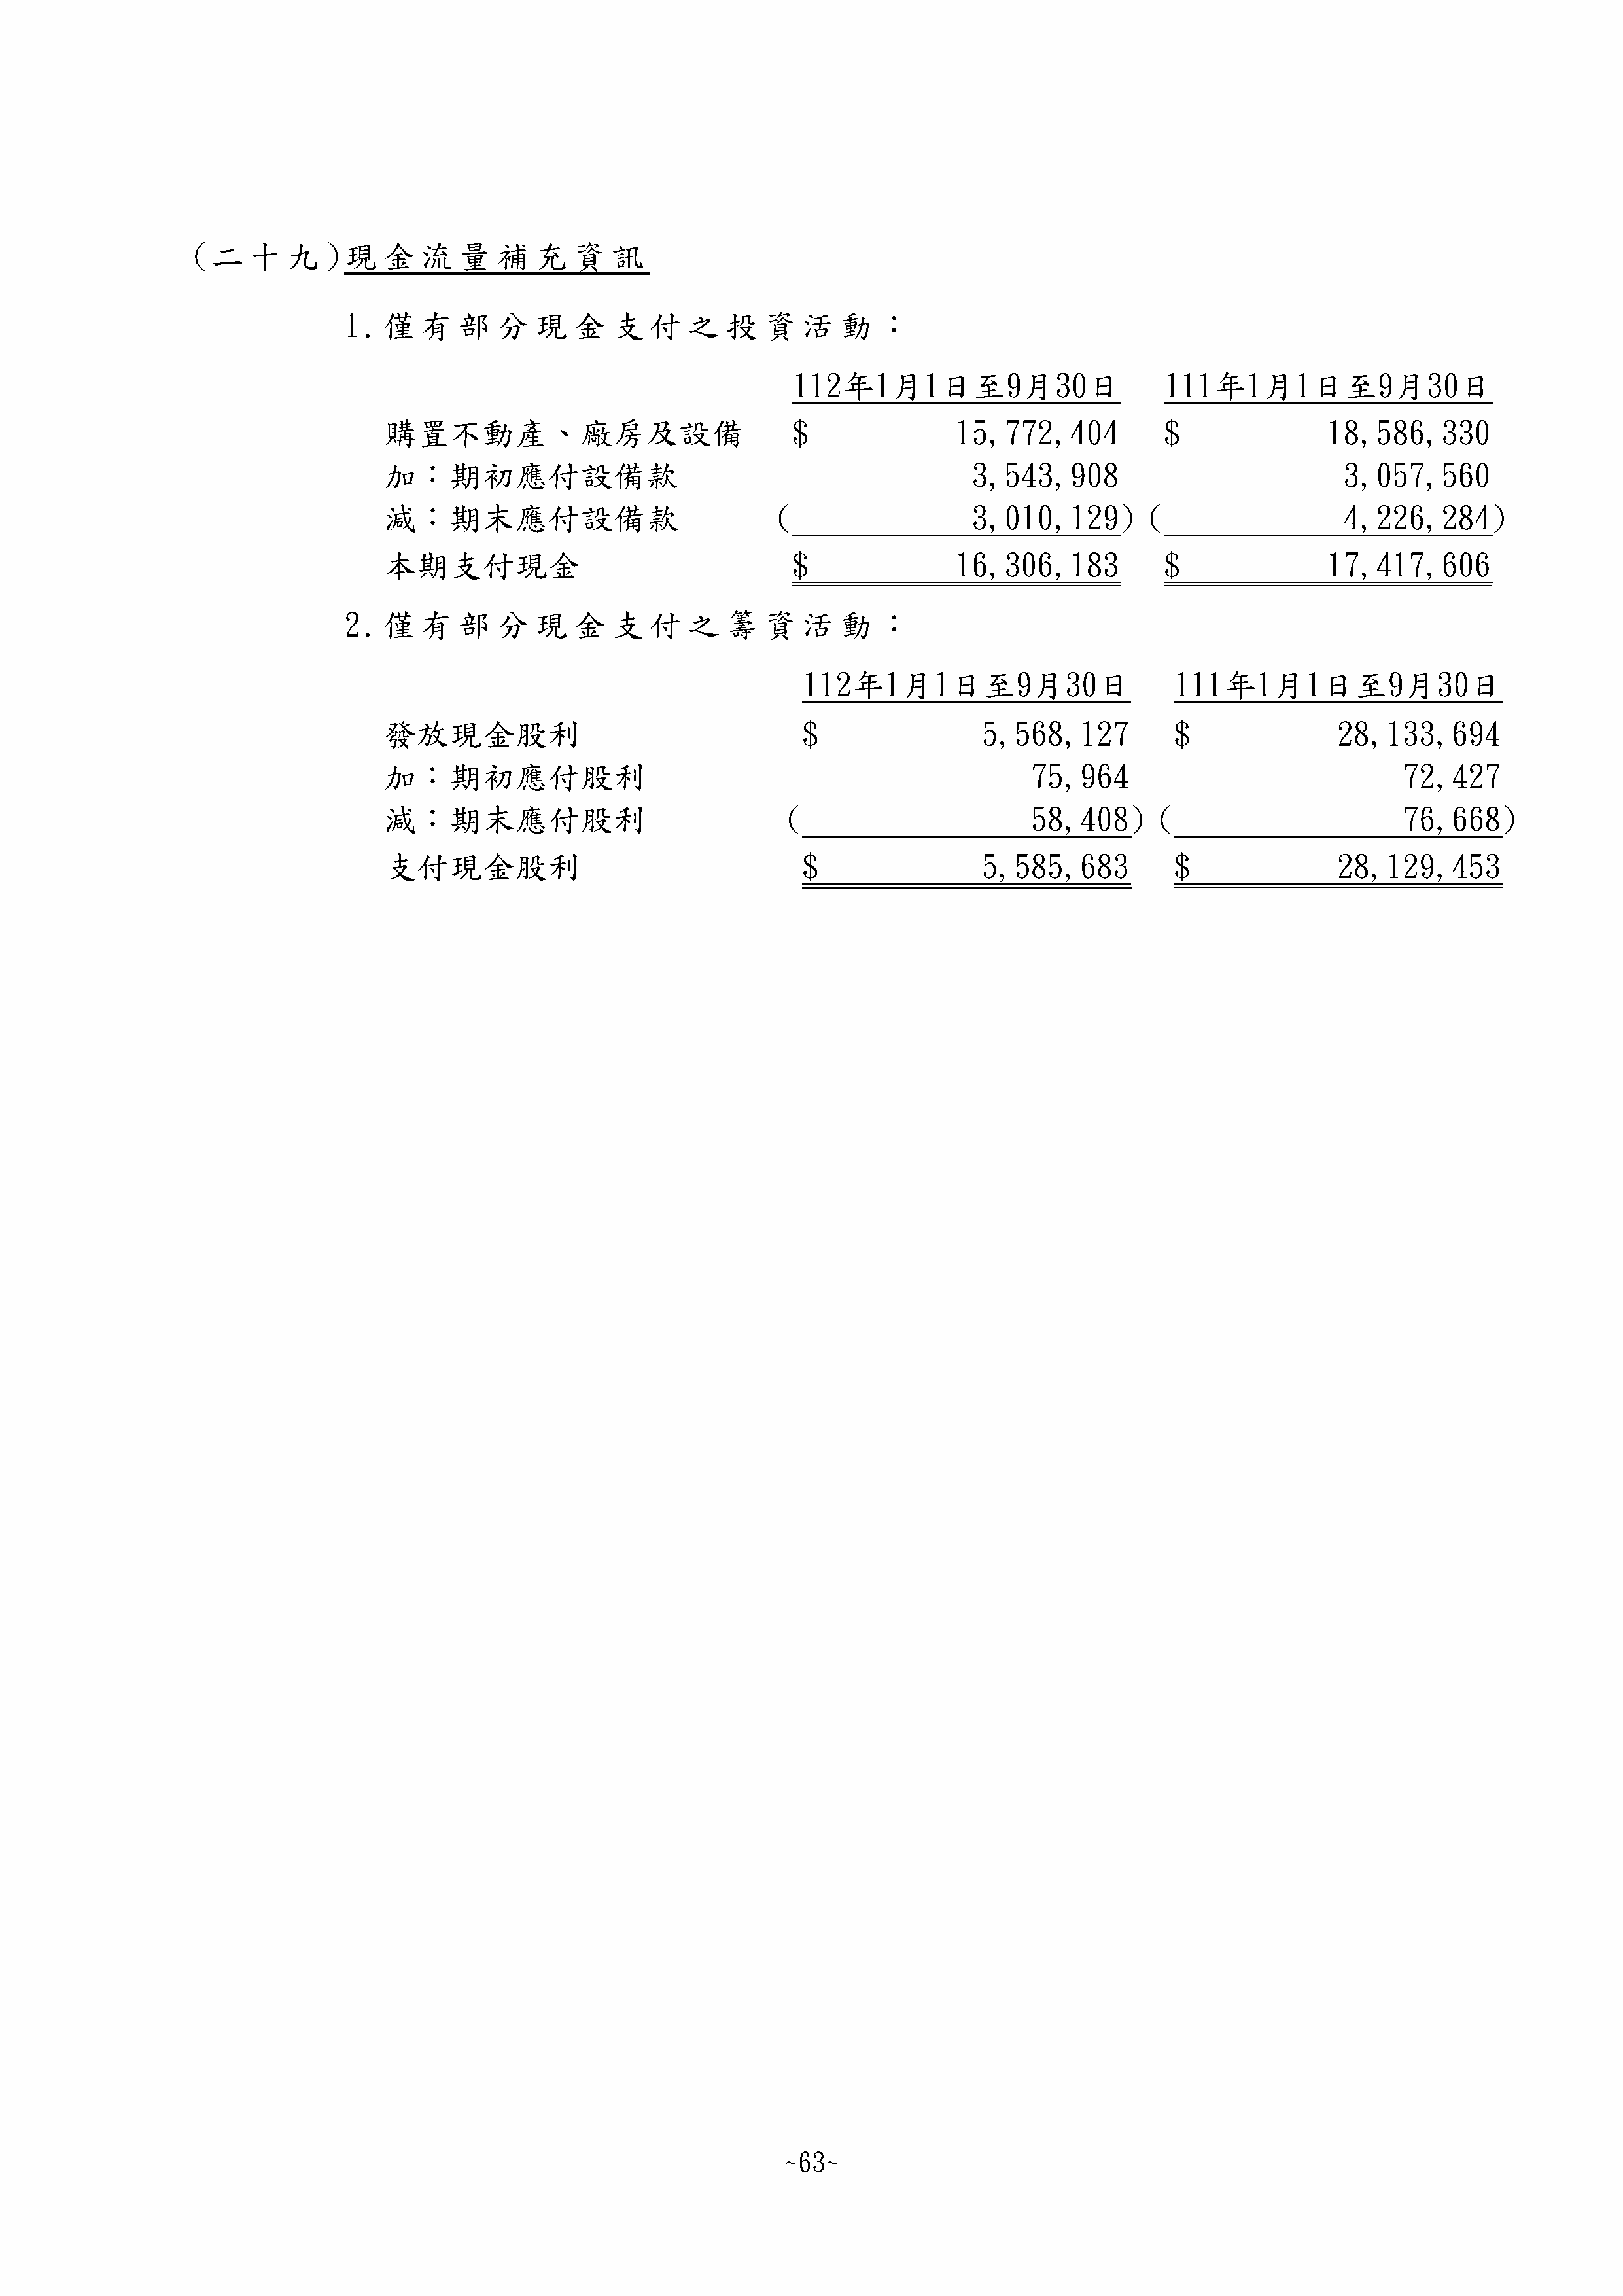 (二十九)現金流量補充資訊
1.僅有部分現金支付之投資活動：
112年1月1日至9月30日 111年1月1日至9月30日
購置不動產、廠房及設備 $ 15,772,404 $ 18,586,330
加：期初應付設備款 3,543,908 3,057,560
減：期末應付設備款 ( 3,010,129) ( 4,226,284)
本期支付現金 $ 16,306,183 $ 17,417,606
2.僅有部分現金支付之籌資活動：
112年1月1日至9月30日 111年1月1日至9月30日
發放現金股利 $ 5,568,127 $ 28,133,694
加：期初應付股利 75,964 72,427
減：期末應付股利 ( 58,408) ( 76,668)
支付現金股利 $ 5,585,683 $ 28,129,453
~63~